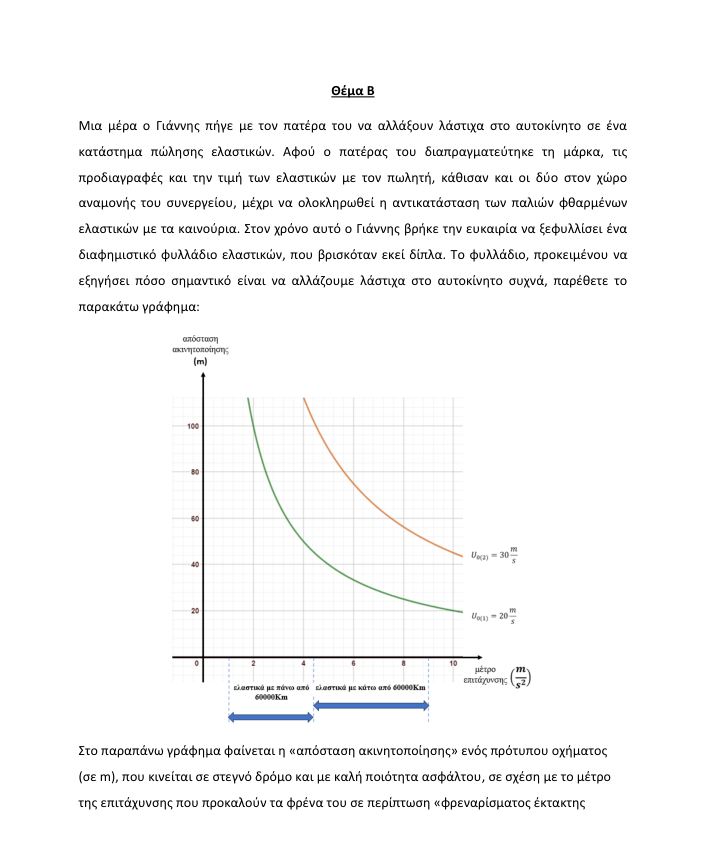 Θέμα Β
Μια μέρα ο Γιάννης πήγε με τον πατέρα του να αλλάξουν λάστιχα στο αυτοκίνητο σε ένα
κατάστημα πώλησης ελαστικών. Αφού ο πατέρας του διαπραγματεύτηκε τη μάρκα, τις
προδιαγραφές και την τιμή των ελαστικών με τον πωλητή, κάθισαν και οι δύο στον χώρο
αναμονής του συνεργείου, μέχρι να ολοκληρωθεί η αντικατάσταση των παλιών φθαρμένων
ελαστικών με τα καινούρια. Στον χρόνο αυτό ο Γιάννης βρήκε την ευκαιρία να ξεφυλλίσει ένα
διαφημιστικό φυλλάδιο ελαστικών, που βρισκόταν εκεί δίπλα. Το φυλλάδιο, προκειμένου να
εξηγήσει πόσο σημαντικό είναι να αλλάζουμε λάστιχα στο αυτοκίνητο συχνά, παρέθετε το
παρακάτω γράφημα:
απόσταση
ακινητοποίησης
(m)
100
80
60
40
20
U₀₍₂₎ = 30 m/s
U₀₍₁₎ = 20 m/s
0 2 4 6 8 10
μέτρο
επιτάχυνσης (m/s²)
ελαστικά με πάνω από
60000Km
ελαστικά με κάτω από 60000Km
Στο παραπάνω γράφημα φαίνεται η «απόσταση ακινητοποίησης» ενός πρότυπου οχήματος
(σε m), που κινείται σε στεγνό δρόμο και με καλή ποιότητα ασφάλτου, σε σχέση με το μέτρο
της επιτάχυνσης που προκαλούν τα φρένα του σε περίπτωση «φρεναρίσματος έκτακτης